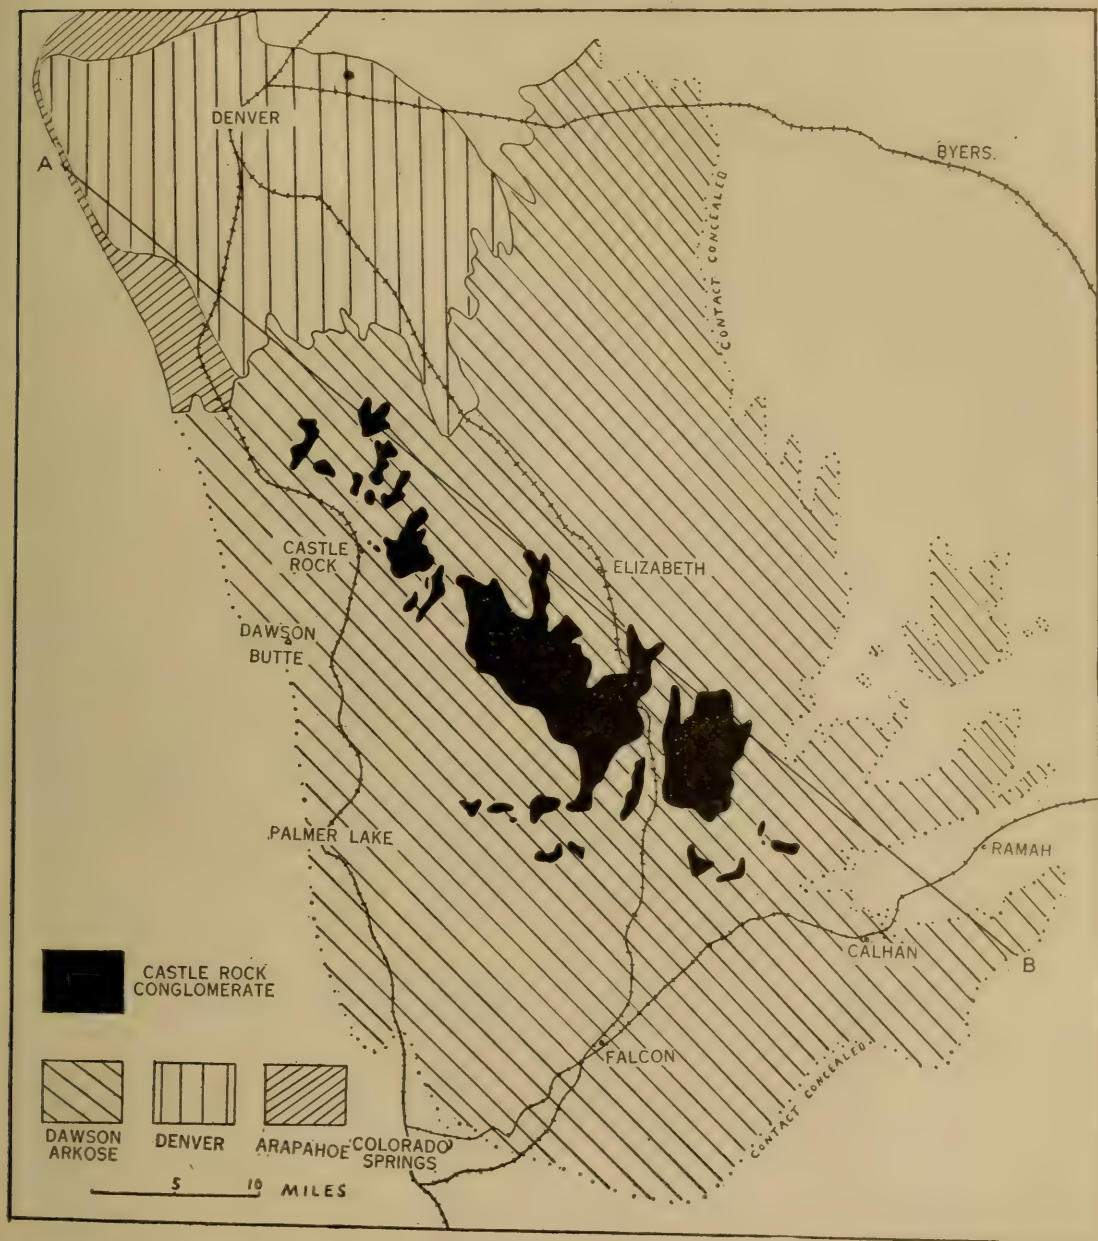 DENVER
BYERS.
A
CONTACT CONCEALED
CASTLE
ROCK
ELIZABETH
DAWSON
BUTTE
PALMER LAKE
RAMAH
CALHAN
B
CASTLE ROCK
CONGLOMERATE
FALCON
CONTACT CONCEALED
DAWSON
ARKOSE
DENVER
ARAPAHOE
COLORADO
SPRINGS
5 10 MILES